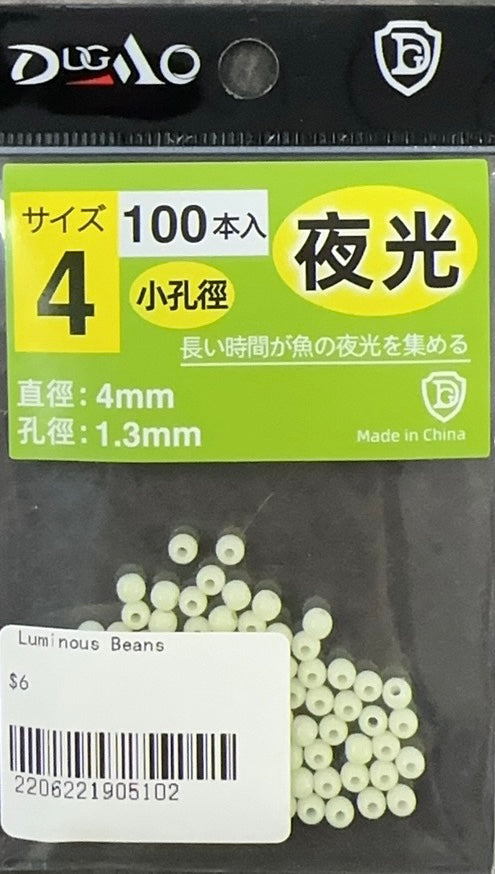 DUGAO
DG
サイズ
4
100本入
夜光
小孔徑
長い時間が魚の夜光を集める
直徑：4mm
孔徑：1.3mm
DG
Made in China
Luminous Beans
$6
2206221905102